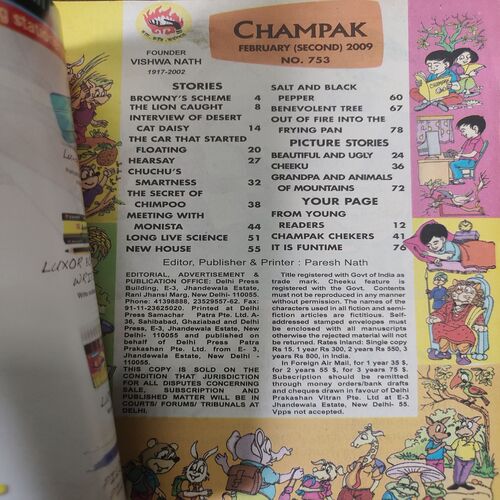 CHAMPAK
FEBRUARY (SECOND) 2009
NO. 753
FOUNDER
VISHWA NATH
1917-2002
STORIES
BROWNY'S SCHEME 4
THE LION CAUGHT 8
INTERVIEW OF DESERT
CAT DAISY 14
THE CAR THAT STARTED
FLOATING 20
HEARSAY 27
CHUCHU'S
SMARTNESS 32
THE SECRET OF
CHIMPOO 38
MEETING WITH
MONISTA 44
LONG LIVE SCIENCE 51
NEW HOUSE 55
SALT AND BLACK
PEPPER 60
BENEVOLENT TREE 67
OUT OF FIRE INTO THE
FRYING PAN 78
PICTURE STORIES
BEAUTIFUL AND UGLY 24
CHEEKU 36
GRANDPA AND ANIMALS
OF MOUNTAINS 72
YOUR PAGE
FROM YOUNG
READERS 12
CHAMPAK CHEKERS 41
IT IS FUNTIME 76
Editor, Publisher & Printer : Paresh Nath
EDITORIAL, ADVERTISEMENT &
PUBLICATION OFFICE: Delhi Press
Building, E-3, Jhandewala Estate,
Rani Jhansi Marg, New Delhi- 110055.
Phone: 41398888, 23529557-62. Fax:
91-11-23625020. Printed at Delhi
Press Samachar Patra Pte Ltd. A-
36, Sahibabad, Ghaziabad and Delhi
Press, E-3, Jhandewala Estate, New
Delhi- 110055 and published on
behalf of Delhi Press Patra
Prakashan Pte. Ltd. from E- 3,
Jhandewala Estate, New Delhi -
110055.
THIS COPY IS SOLD ON THE
CONDITION THAT JURISDICTION
FOR ALL DISPUTES CONCERNING
SALE, SUBSCRIPTION AND
PUBLISHED MATTER WILL BE IN
COURTS/ FORUMS/ TRIBUNALS AT
DELHI.
Title registered with Govt of India as
trade mark. Cheeku feature is
registered with the Govt. Contents
must not be reproduced in any manner
without permission. The names of the
characters used in all fiction and semi-
fiction articles are fictitious. Self-
addressed stamped envelopes must
be enclosed with all manuscripts
otherwise the rejected material will not
be returned. Rates Inland: Single copy
Rs 15. 1 year Rs 300, 2 years Rs 550, 3
years Rs 800, in India.
In Foreign Air Mail, for 1 year 35 $,
for 2 years 55 $, for 3 years 75 $.
Subscription should be remitted
through money orders/bank drafts
and cheques drawn in favour of Delhi
Prakashan Vitran Pte. Ltd at E-3
Jhandewala Estate, New Delhi- 55.
Vpps not accepted.
LUXOR